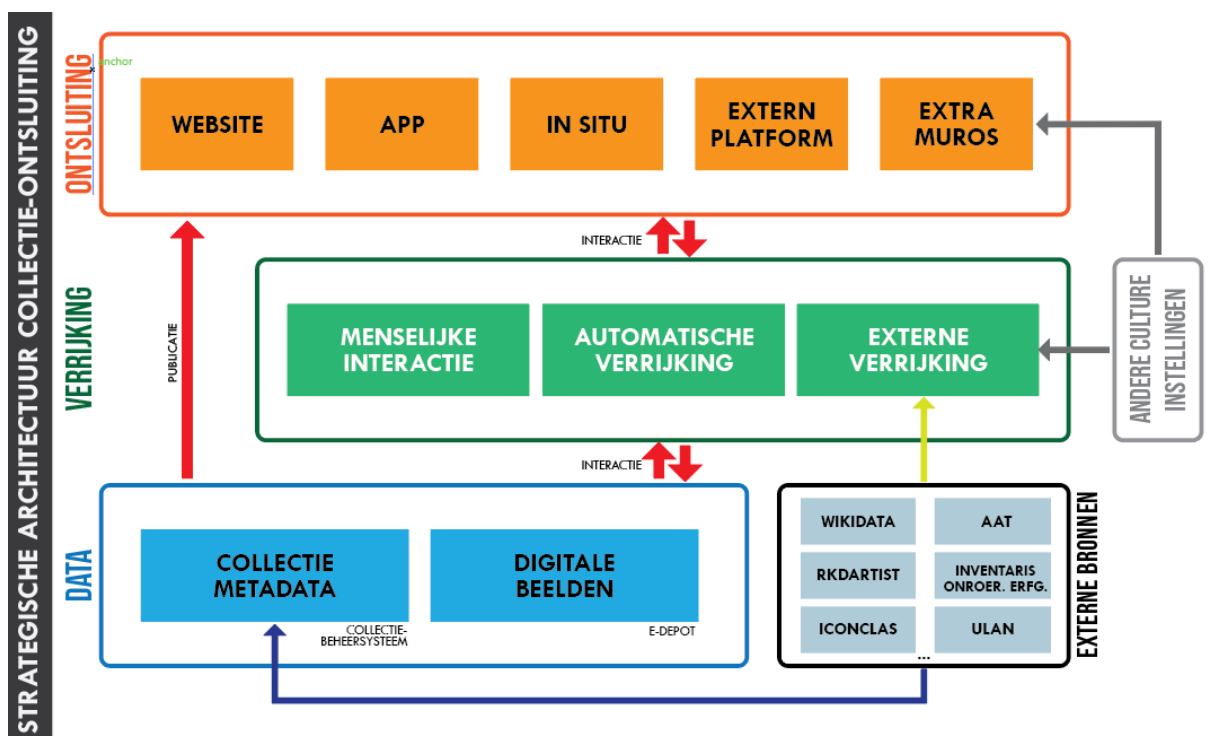 STRATEGISCHE ARCHITECTUUR COLLECTIE-ONTSLUITING
ONTSLUITING
anchor
WEBSITE
APP
IN SITU
EXTERN
PLATFORM
EXTRA
MUROS
INTERACTIE
PUBLICATIE
VERRIJKING
MENSELIJKE
INTERACTIE
AUTOMATISCHE
VERRIJKING
EXTERNE
VERRIJKING
ANDERE CULTURE
INSTELLINGEN
INTERACTIE
DATA
COLLECTIE
METADATA
COLLECTIE-
BEHEERSYSTEEM
DIGITALE
BEELDEN
E-DEPOT
WIKIDATA
AAT
RKDARTIST
INVENTARIS
ONROER. ERFG.
ICONCLAS
ULAN
...
EXTERNE BRONNEN